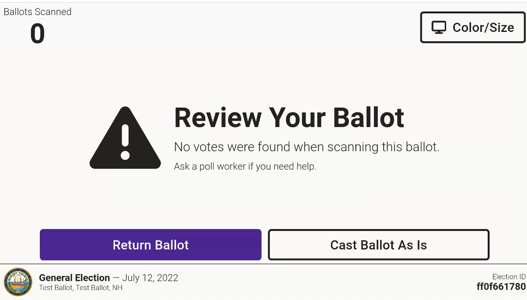 Ballots Scanned
0
Color/Size
Review Your Ballot
No votes were found when scanning this ballot.
Ask a poll worker if you need help.
Return Ballot
Cast Ballot As Is
General Election — July 12, 2022
Test Ballot, Test Ballot, NH
Election ID
ff0f661780